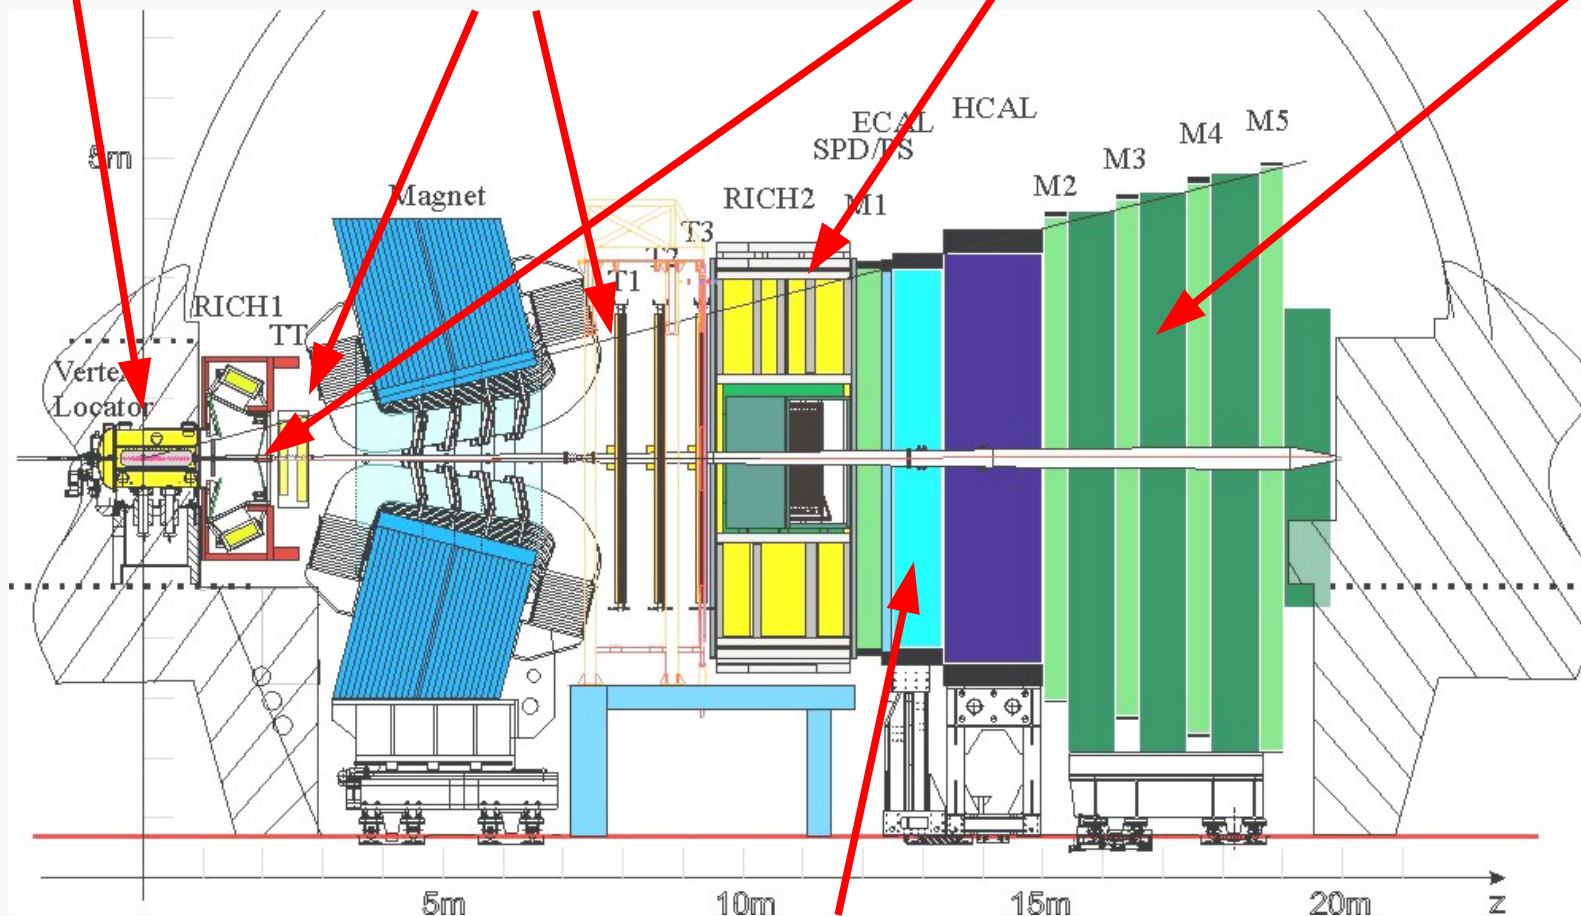 5m
HCAL
ECAL
SPD/PS
M5
M4
M3
M2
Magnet
RICH2
M1
T3
T2
T1
RICH1
TT
Vertex
Locator
5m
10m
15m
20m
z